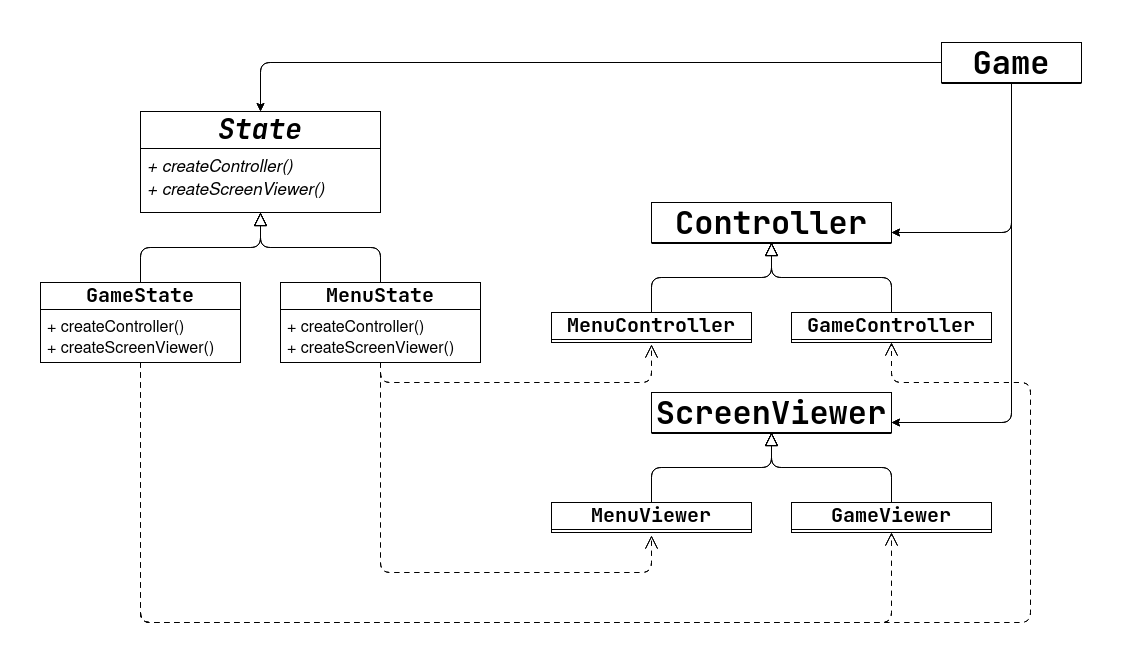 Game
State
+ createController()
+ createScreenViewer()
Controller
GameState
+ createController()
+ createScreenViewer()
MenuState
+ createController()
+ createScreenViewer()
MenuController
GameController
ScreenViewer
MenuViewer
GameViewer